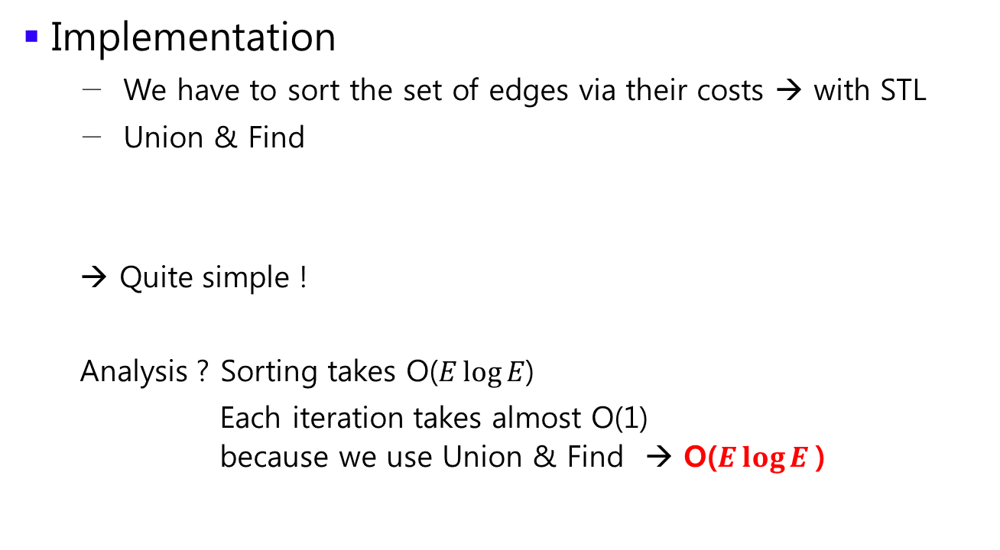 ▪ Implementation
– We have to sort the set of edges via their costs → with STL
– Union & Find
→ Quite simple !
Analysis ? Sorting takes O(E log E)
Each iteration takes almost O(1)
because we use Union & Find → O(E log E )